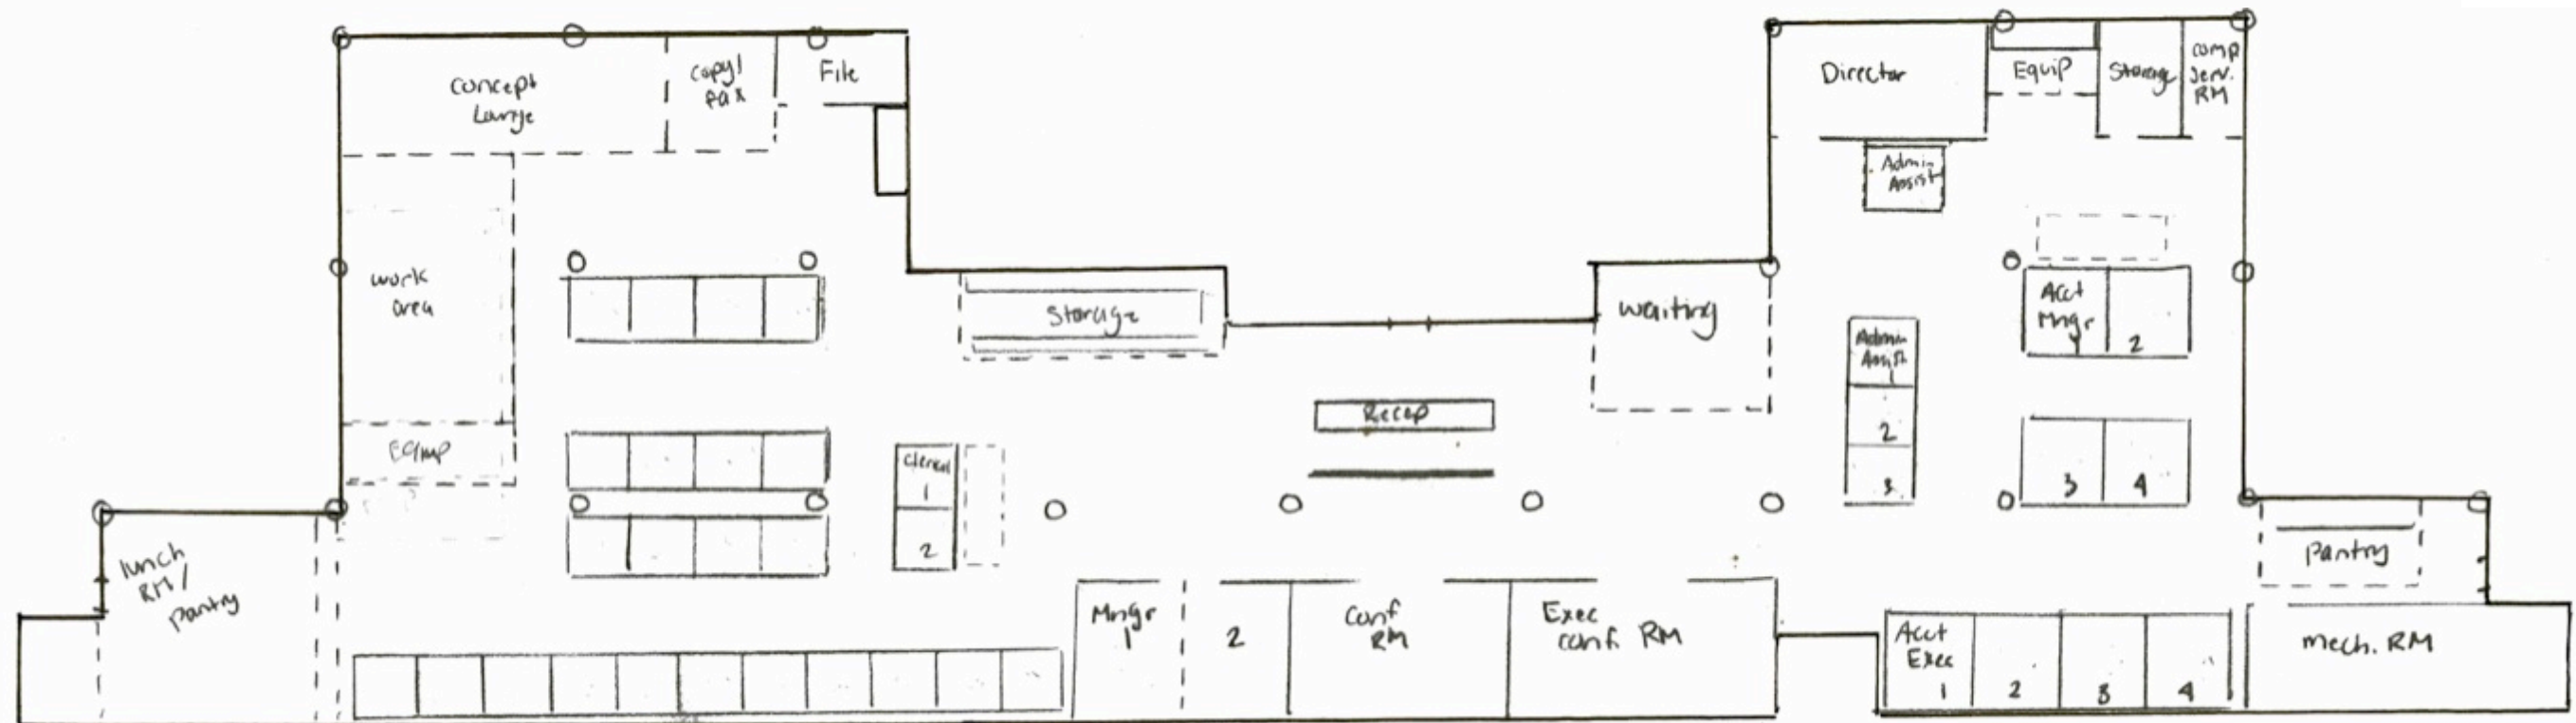 concept
Lounge
copy/
fax
File
Director
Equip
Storage
comp
serv.
RM
Admin
Assist
work
area
Storage
waiting
Acct
Mngr
1
2
Admin
Assist
1
2
3
Recep
Equip
Clerical
1
2
3
4
lunch
RM/
pantry
Pantry
Mngr
1
2
Conf
RM
Exec
conf. RM
Acct
Exec
1
2
3
4
mech. RM